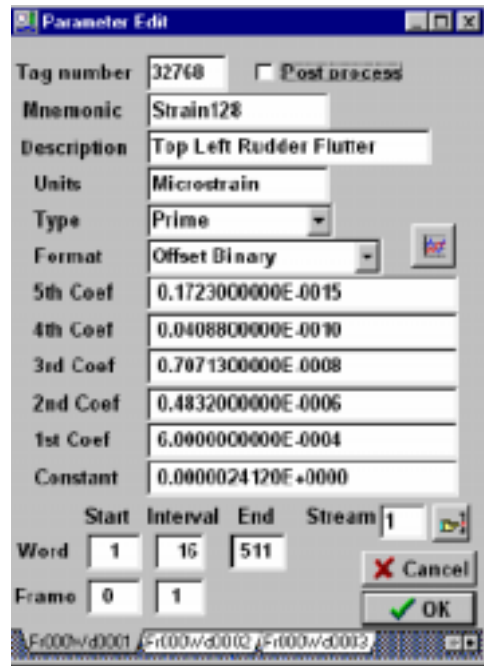 Parameter Edit
Tag number 32768 Post process
Mnemonic Strain128
Description Top Left Rudder Flutter
Units Microstrain
Type Prime
Format Offset Binary
5th Coef 0.1723000000E-0015
4th Coef 0.0408800000E-0010
3rd Coef 0.7071300000E-0008
2nd Coef 0.4832000000E-0006
1st Coef 6.0000000000E-0004
Constant 0.0000024120E+0000
Start Interval End Stream 1
Word 1 16 511
Cancel
Frame 0 1
OK
Fr000Wd0001 Fr000Wd0002 Fr000Wd0003